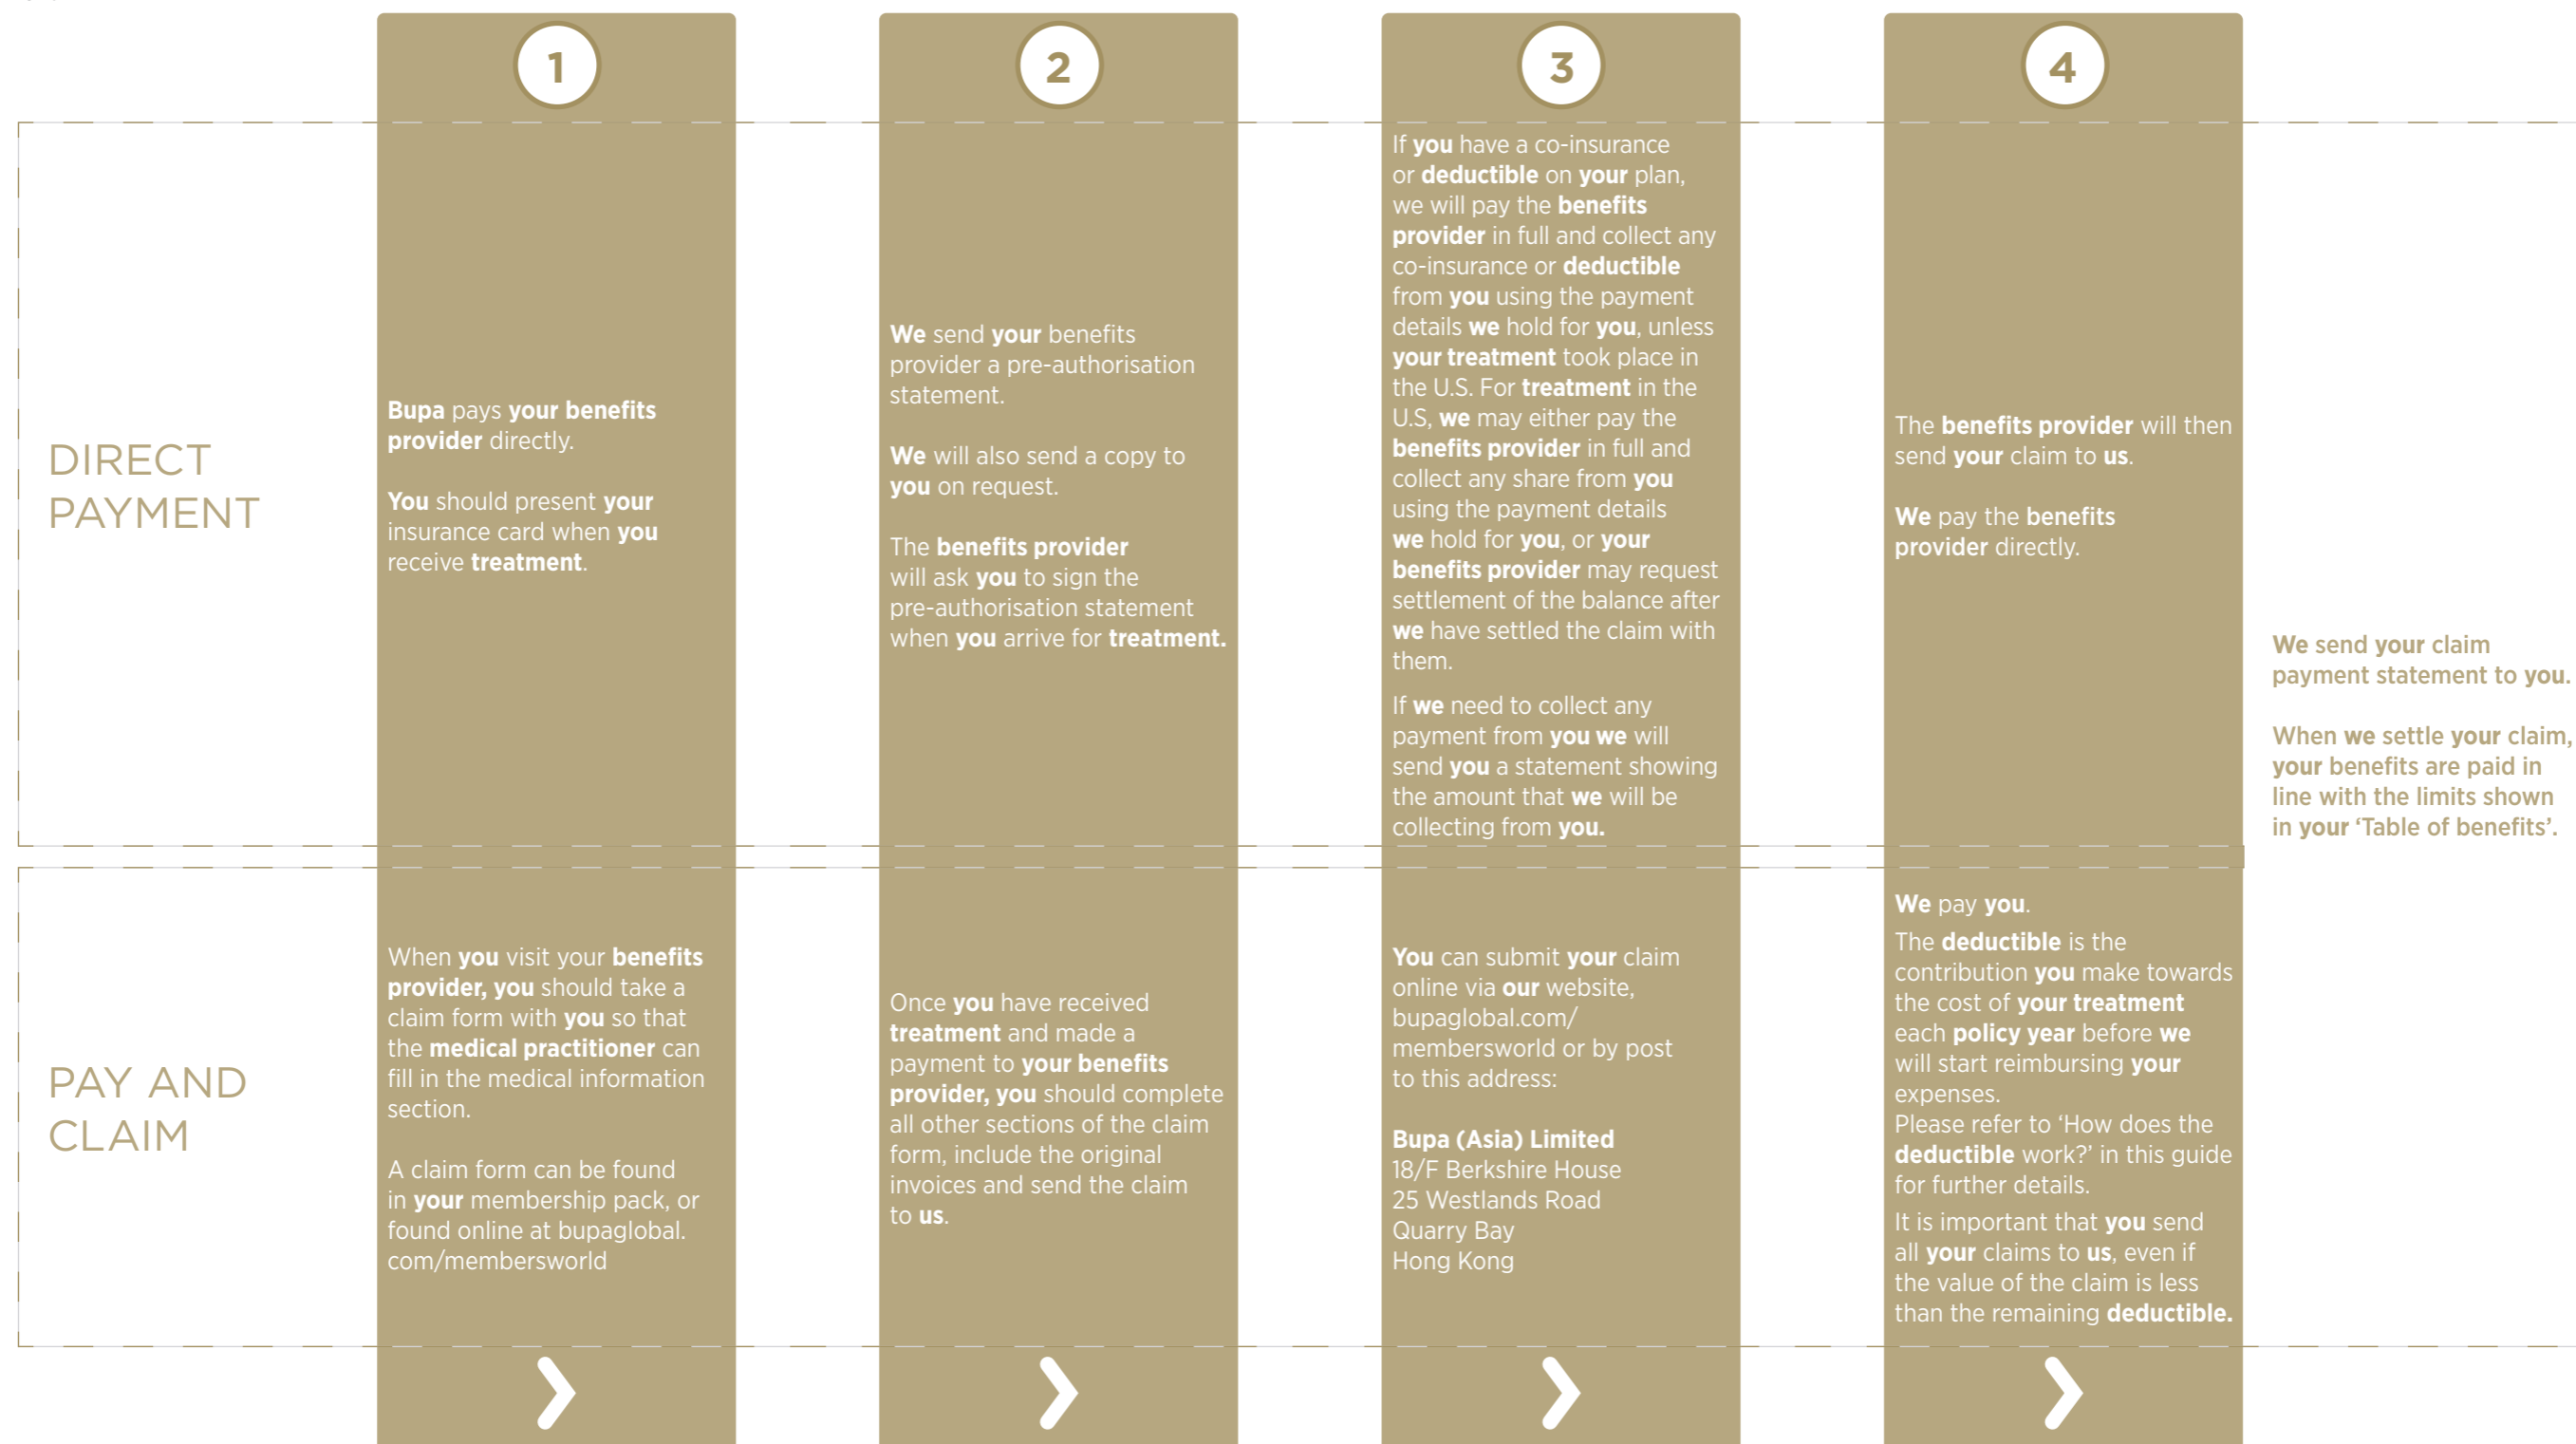 1
2
3
4
DIRECT
PAYMENT
Bupa pays your benefits
provider directly.
You should present your
insurance card when you
receive treatment.
We send your benefits
provider a pre-authorisation
statement.
We will also send a copy to
you on request.
The benefits provider
will ask you to sign the
pre-authorisation statement
when you arrive for treatment.
If you have a co-insurance
or deductible on your plan,
we will pay the benefits
provider in full and collect any
co-insurance or deductible
from you using the payment
details we hold for you, unless
your treatment took place in
the U.S. For treatment in the
U.S, we may either pay the
benefits provider in full and
collect any share from you
using the payment details
we hold for you, or your
benefits provider may request
settlement of the balance after
we have settled the claim with
them.
If we need to collect any
payment from you we will
send you a statement showing
the amount that we will be
collecting from you.
The benefits provider will then
send your claim to us.
We pay the benefits
provider directly.
PAY AND
CLAIM
When you visit your benefits
provider, you should take a
claim form with you so that
the medical practitioner can
fill in the medical information
section.
A claim form can be found
in your membership pack, or
found online at bupaglobal.
com/membersworld
Once you have received
treatment and made a
payment to your benefits
provider, you should complete
all other sections of the claim
form, include the original
invoices and send the claim
to us.
You can submit your claim
online via our website,
bupaglobal.com/
membersworld or by post
to this address:
Bupa (Asia) Limited
18/F Berkshire House
25 Westlands Road
Quarry Bay
Hong Kong
We pay you.
The deductible is the
contribution you make towards
the cost of your treatment
each policy year before we
will start reimbursing your
expenses.
Please refer to ‘How does the
deductible work?’ in this guide
for further details.
It is important that you send
all your claims to us, even if
the value of the claim is less
than the remaining deductible.
We send your claim
payment statement to you.
When we settle your claim,
your benefits are paid in
line with the limits shown
in your ‘Table of benefits’.